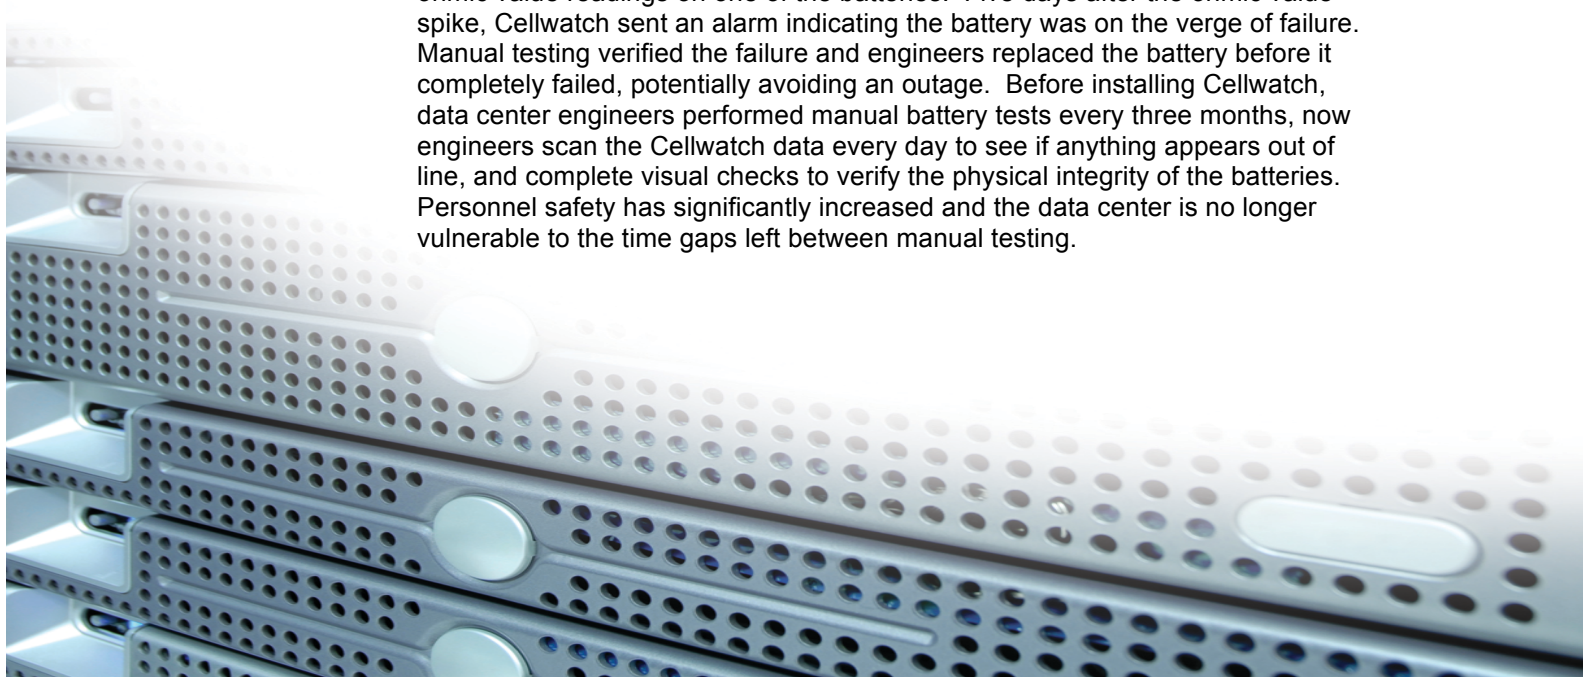 spike, Cellwatch sent an alarm indicating the battery was on the verge of failure.
Manual testing verified the failure and engineers replaced the battery before it
completely failed, potentially avoiding an outage.  Before installing Cellwatch,
data center engineers performed manual battery tests every three months, now
engineers scan the Cellwatch data every day to see if anything appears out of
line, and complete visual checks to verify the physical integrity of the batteries.
Personnel safety has significantly increased and the data center is no longer
vulnerable to the time gaps left between manual testing.